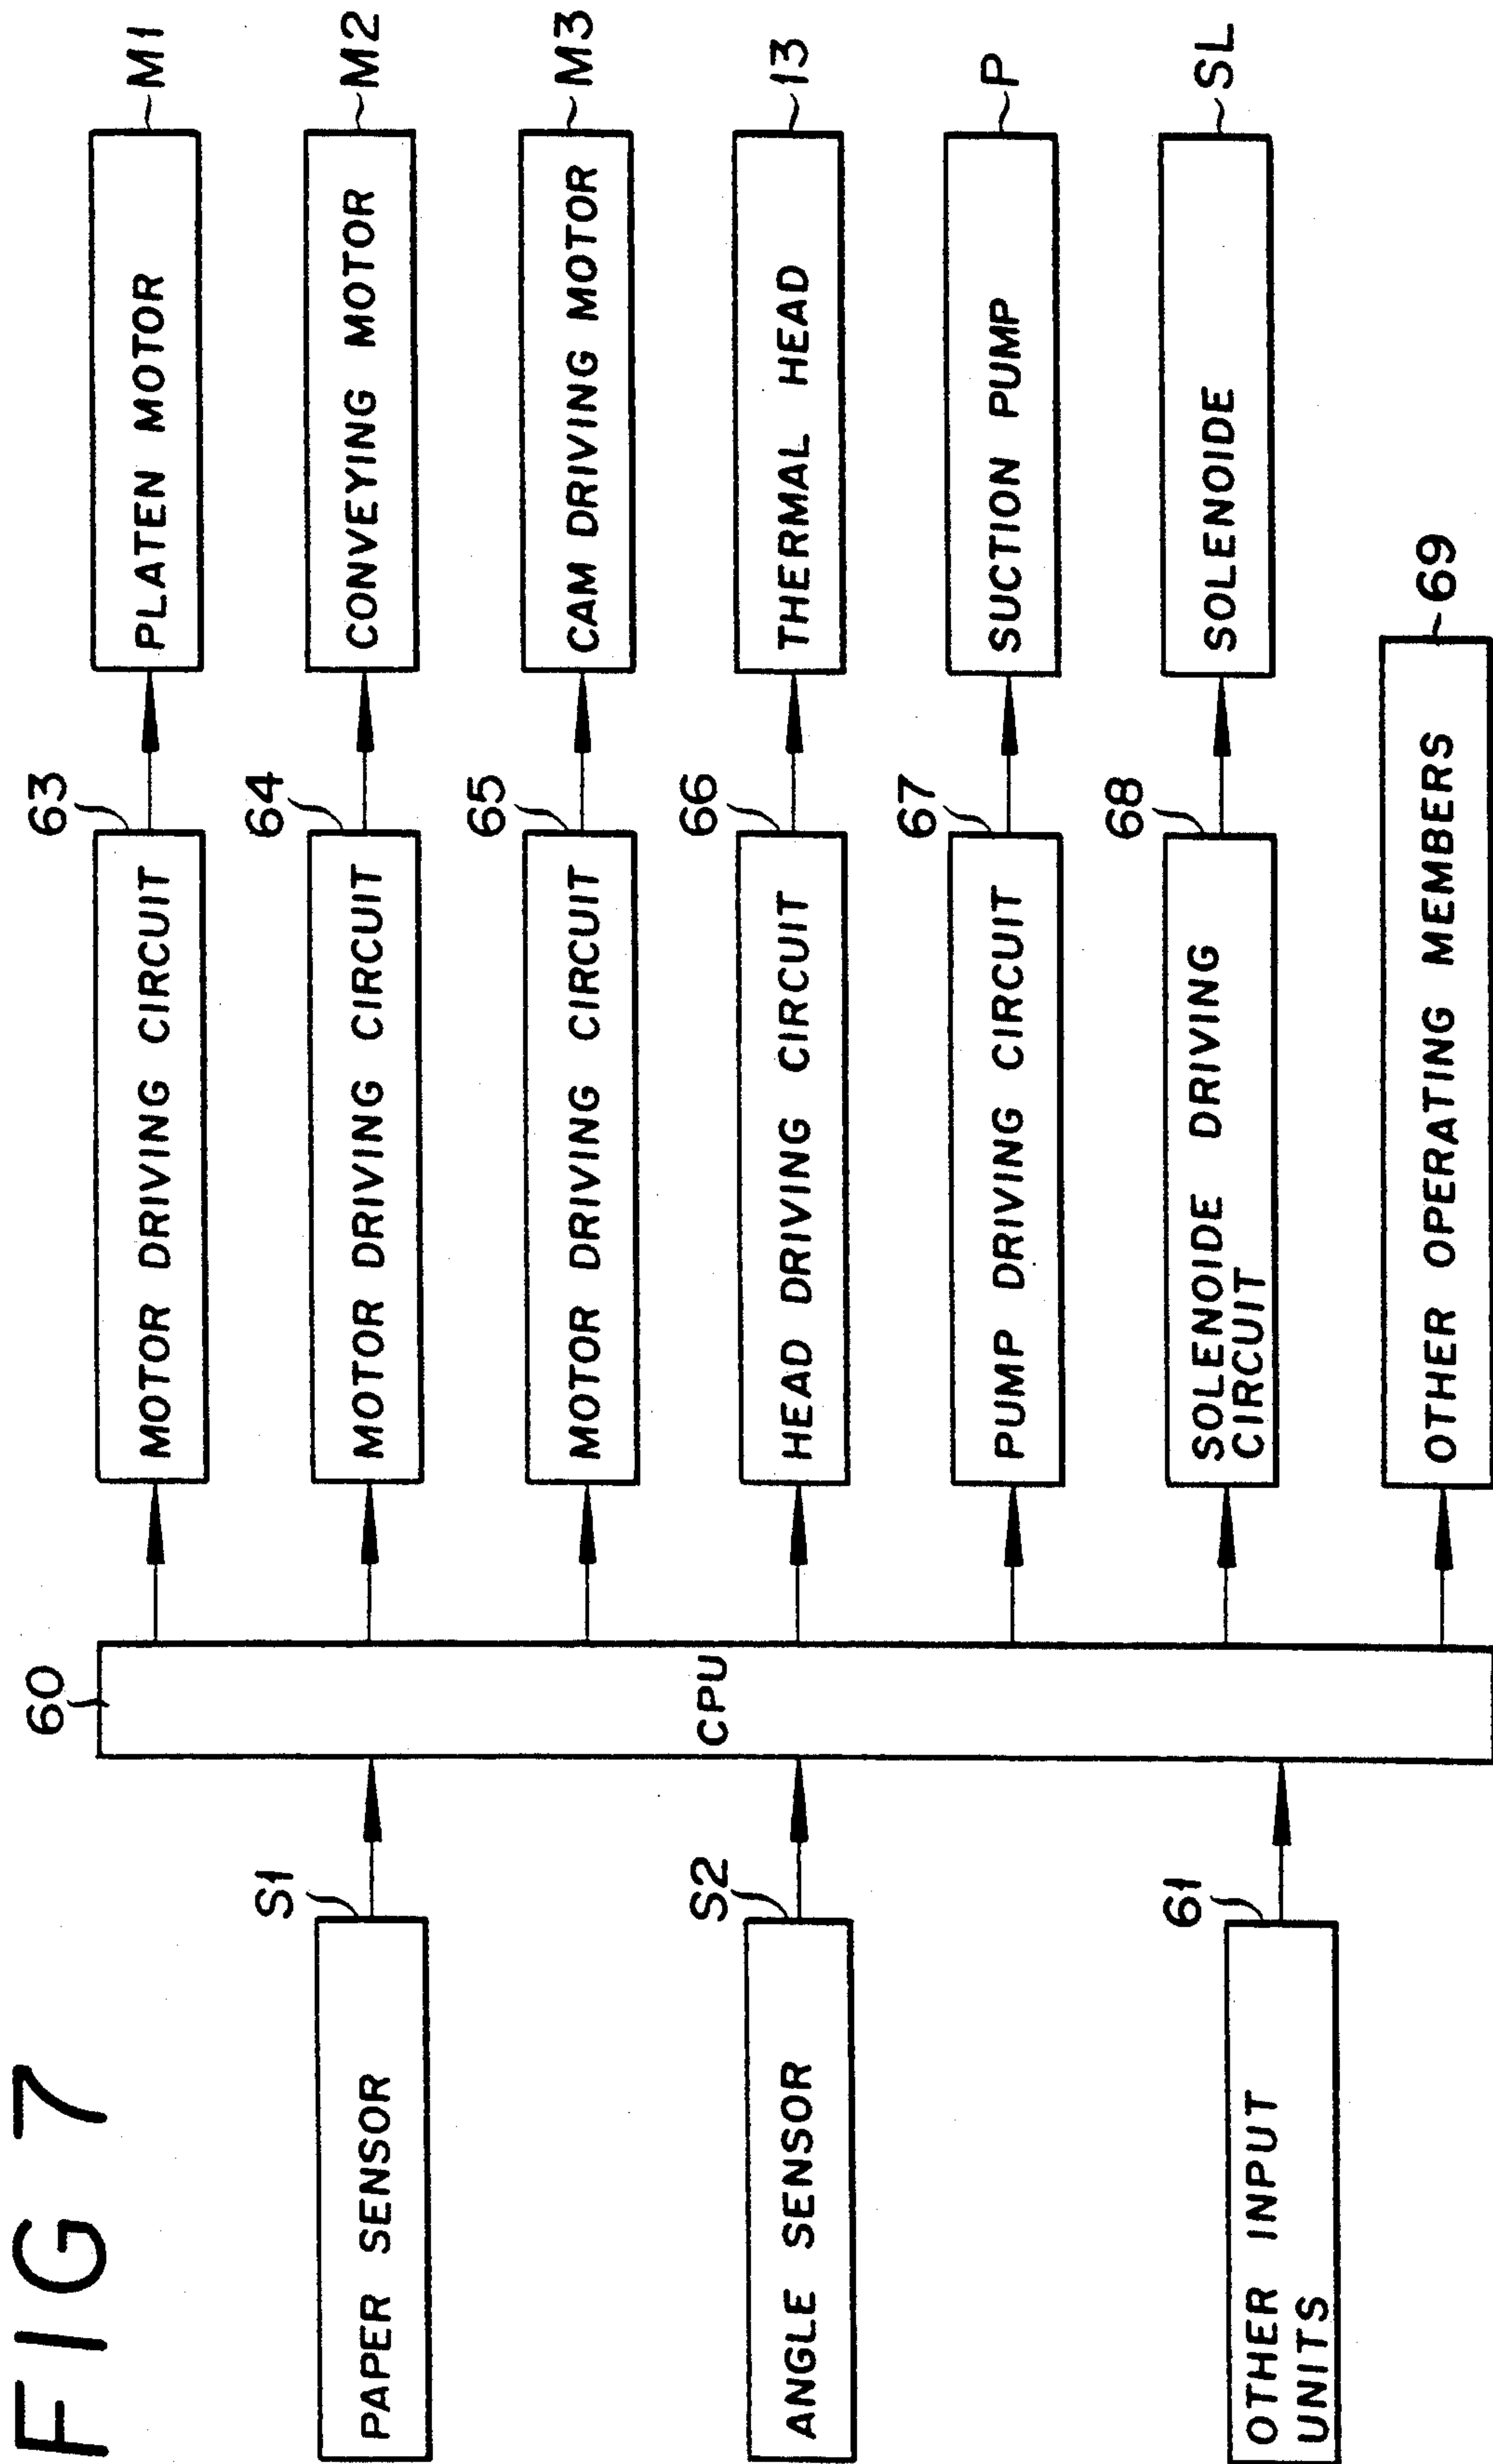 FIG 7
S1
PAPER SENSOR
S2
ANGLE SENSOR
61
OTHER INPUT
UNITS
60
CPU
63
MOTOR DRIVING CIRCUIT
PLATEN MOTOR
M1
64
MOTOR DRIVING CIRCUIT
CONVEYING MOTOR
M2
65
MOTOR DRIVING CIRCUIT
CAM DRIVING MOTOR
M3
66
HEAD DRIVING CIRCUIT
THERMAL HEAD
13
67
PUMP DRIVING CIRCUIT
SUCTION PUMP
P
68
SOLENOIDE DRIVING
CIRCUIT
SOLENOIDE
SL
OTHER OPERATING MEMBERS
69